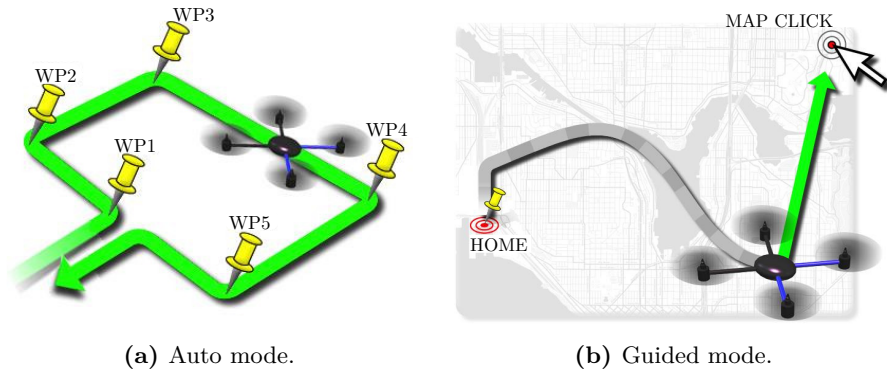 WP3
WP2
WP1
WP4
WP5
(a) Auto mode.
MAP CLICK
HOME
(b) Guided mode.